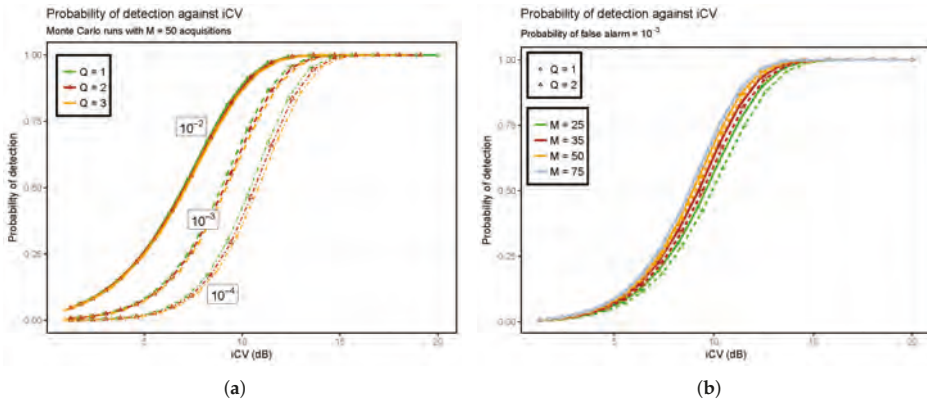 Probability of detection against iCV
Monte Carlo runs with M = 50 acquisitions
Q = 1
Q = 2
Q = 3
10⁻²
10⁻³
10⁻⁴
Probability of detection
1.00
0.75
0.50
0.25
0.00
5
10
15
20
iCV (dB)
(a)
Probability of detection against iCV
Probability of false alarm = 10⁻³
Q = 1
Q = 2
M = 25
M = 35
M = 50
M = 75
Probability of detection
1.00
0.75
0.50
0.25
0.00
5
10
15
20
iCV (dB)
(b)